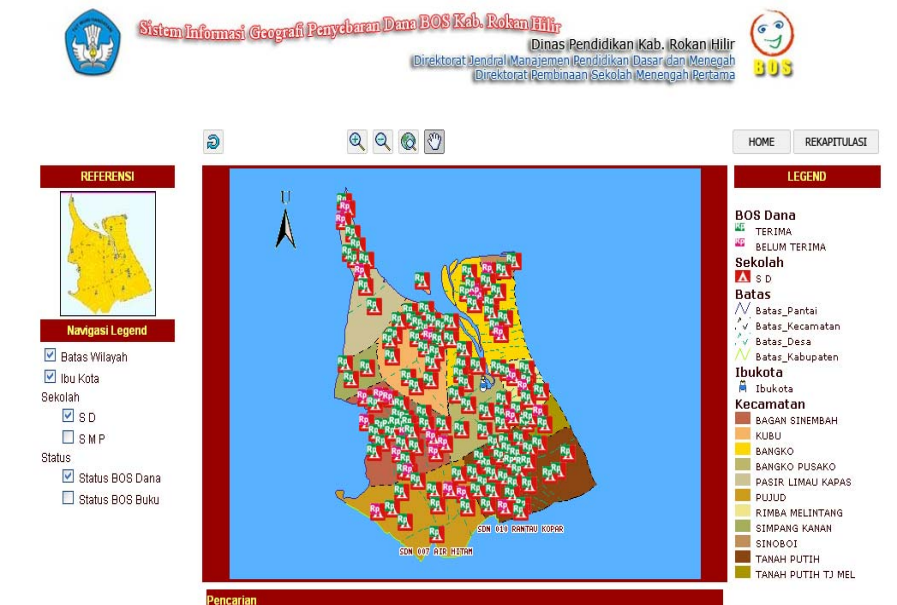 Sistem Informasi Geografi Penyebaran Dana BOS Kab. Rokan Hilir
Dinas Pendidikan Kab. Rokan Hilir
Direktorat Jendral Manajemen Pendidikan Dasar dan Menegah
Direktorat Pembinaan Sekolah Menengah Pertama
BOS
HOME
REKAPITULASI
REFERENSI
Navigasi Legend
Batas Wilayah
Ibu Kota
Sekolah
S D
S M P
Status
Status BOS Dana
Status BOS Buku
U
SDN 010 RANTAU KOPAR
SDN 007 AIR HITAM
Pencarian
LEGEND
BOS Dana
TERIMA
BELUM TERIMA
Sekolah
S D
Batas
Batas_Pantai
Batas_Kecamatan
Batas_Desa
Batas_Kabupaten
Ibukota
Ibukota
Kecamatan
BAGAN SINEMBAH
KUBU
BANGKO
BANGKO PUSAKO
PASIR LIMAU KAPAS
PUJUD
RIMBA MELINTANG
SIMPANG KANAN
SINOBOI
TANAH PUTIH
TANAH PUTIH TJ MEL